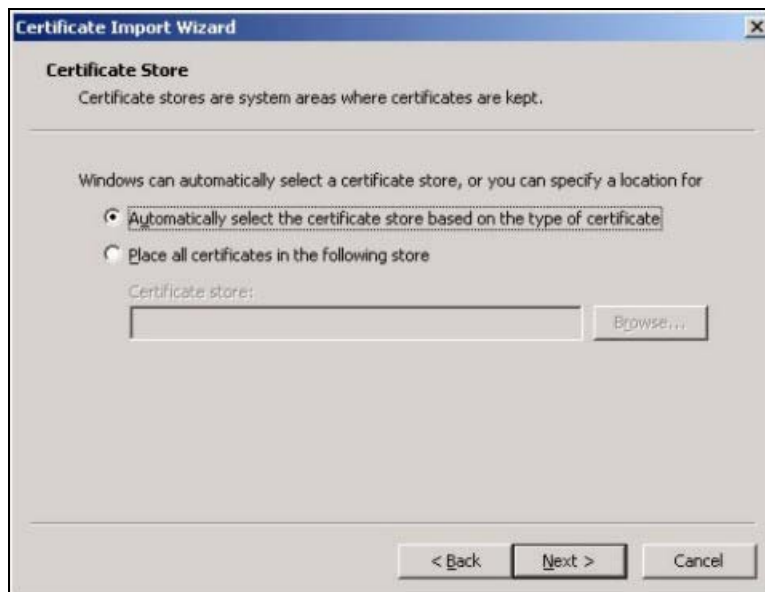 Certificate Import Wizard
Certificate Store
Certificate stores are system areas where certificates are kept.
Windows can automatically select a certificate store, or you can specify a location for
Automatically select the certificate store based on the type of certificate
Place all certificates in the following store
Certificate store:
Browse...
< Back
Next >
Cancel